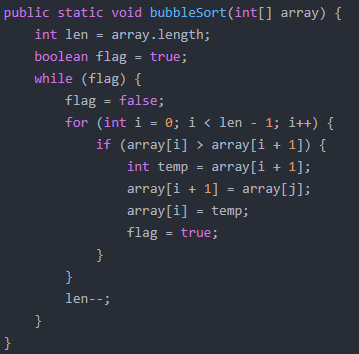 public static void bubbleSort(int[] array) {
    int len = array.length;
    boolean flag = true;
    while (flag) {
        flag = false;
        for (int i = 0; i < len - 1; i++) {
            if (array[i] > array[i + 1]) {
                int temp = array[i + 1];
                array[i + 1] = array[j];
                array[i] = temp;
                flag = true;
            }
        }
        len--;
    }
}